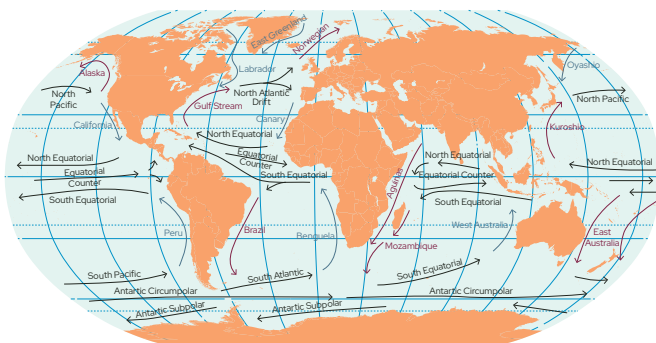 East Greenland
Norwegian
Labrador
Alaska
North
Pacific
Gulf Stream
North Atlantic
Drift
Oyashio
North Pacific
California
Canary
Kuroshio
North Equatorial
North Equatorial
Equatorial
Counter
North Equatorial
North Equatorial
Equatorial
Counter
South Equatorial
South Equatorial
Equatorial Counter
South Equatorial
Agunas
Peru
Brazil
Benguela
Mozambique
West Australia
East
Australia
South Pacific
South Atlantic
South Equatorial
Antarctic Circumpolar
Antarctic Circumpolar
Antarctic Subpolar
Antarctic Subpolar